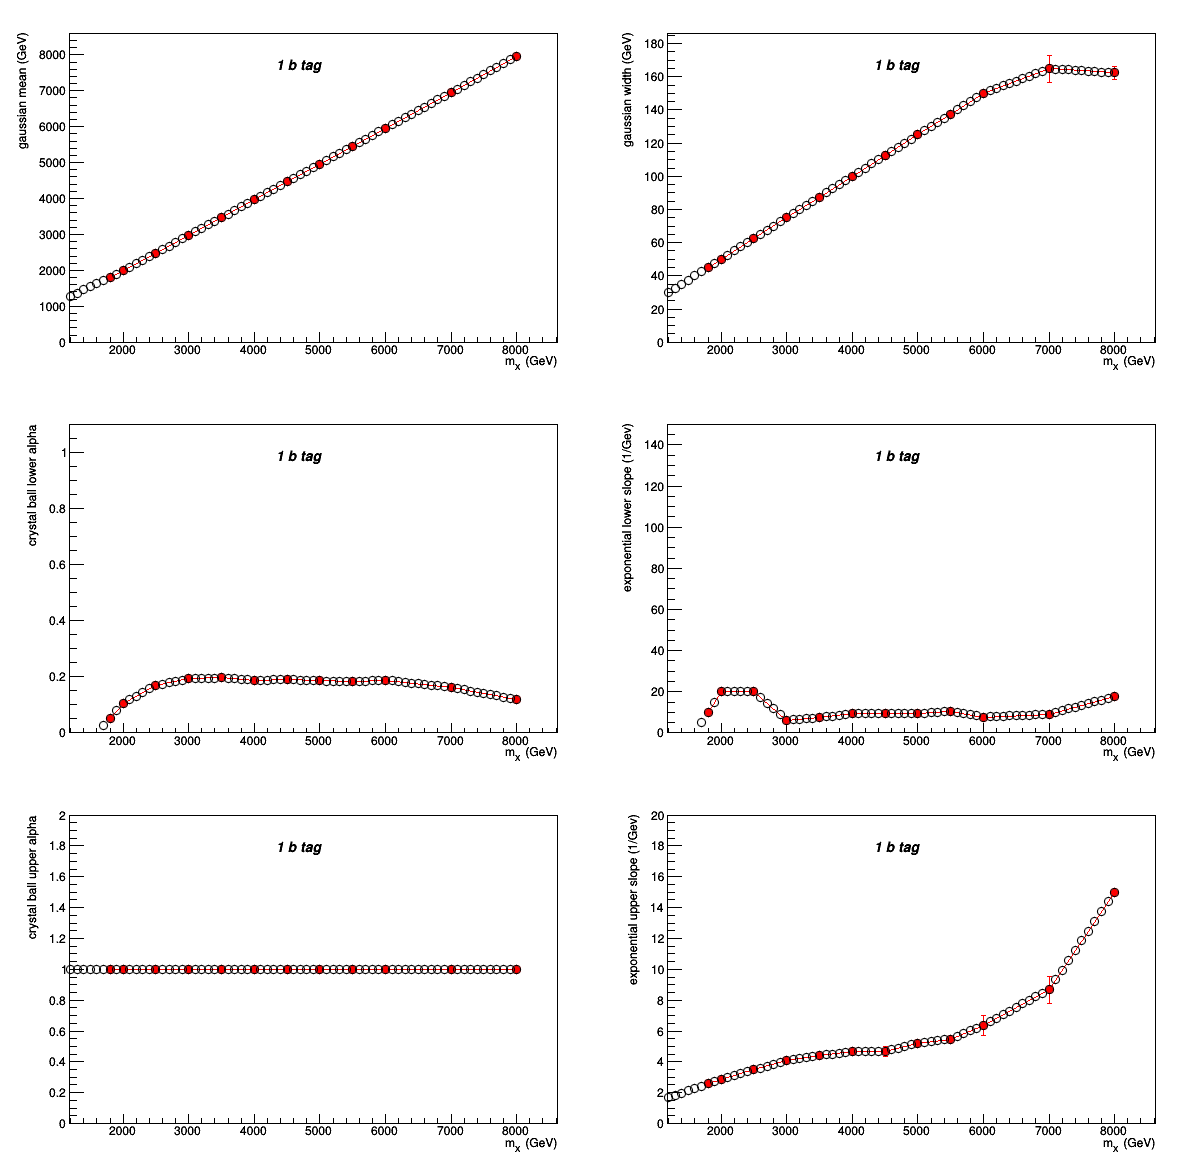 gaussian mean (GeV)
1 b tag
8000
7000
6000
5000
4000
3000
2000
1000
0
2000 3000 4000 5000 6000 7000 8000
mx (GeV)
gaussian width (GeV)
1 b tag
180
160
140
120
100
80
60
40
20
0
2000 3000 4000 5000 6000 7000 8000
mx (GeV)
crystal ball lower alpha
1 b tag
1
0.8
0.6
0.4
0.2
0
2000 3000 4000 5000 6000 7000 8000
mx (GeV)
exponential lower slope (1/Gev)
1 b tag
140
120
100
80
60
40
20
0
2000 3000 4000 5000 6000 7000 8000
mx (GeV)
crystal ball upper alpha
1 b tag
2
1.8
1.6
1.4
1.2
1
0.8
0.6
0.4
0.2
0
2000 3000 4000 5000 6000 7000 8000
mx (GeV)
exponential upper slope (1/Gev)
1 b tag
20
18
16
14
12
10
8
6
4
2
0
2000 3000 4000 5000 6000 7000 8000
mx (GeV)